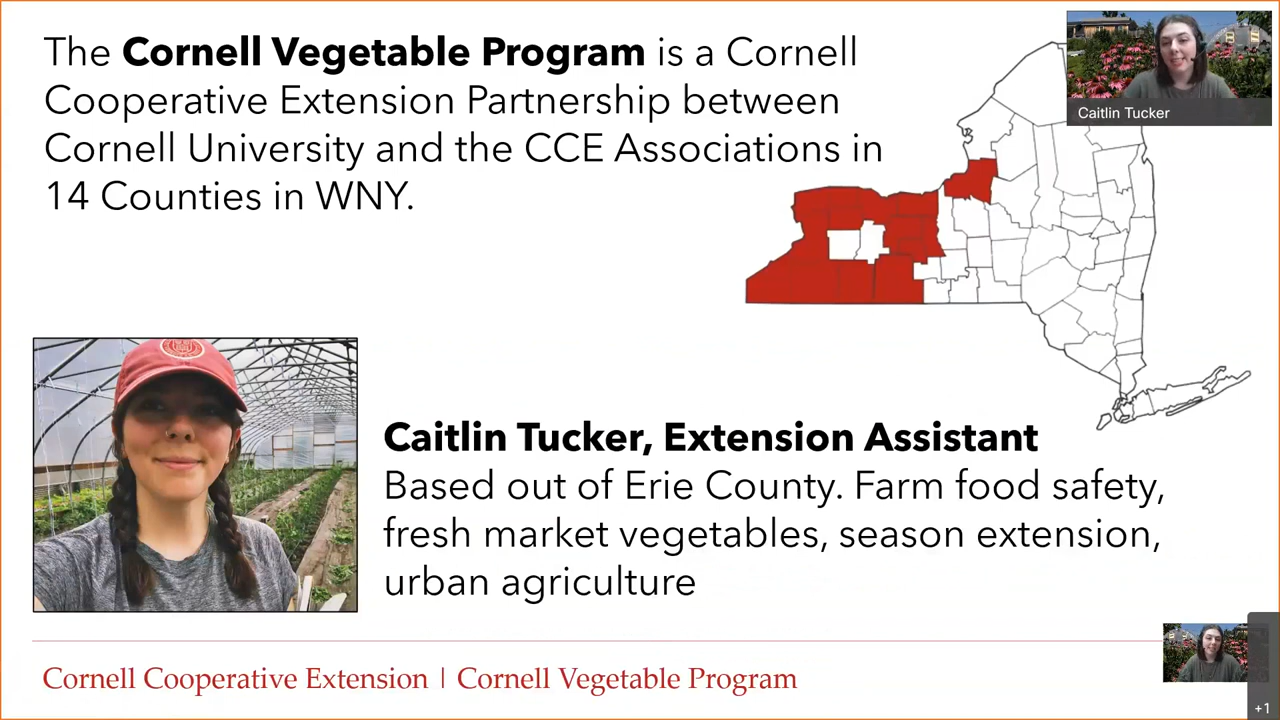 The Cornell Vegetable Program is a Cornell
Cooperative Extension Partnership between
Cornell University and the CCE Associations in
14 Counties in WNY.
Caitlin Tucker
Caitlin Tucker, Extension Assistant
Based out of Erie County. Farm food safety,
fresh market vegetables, season extension,
urban agriculture
Cornell Cooperative Extension | Cornell Vegetable Program
+1